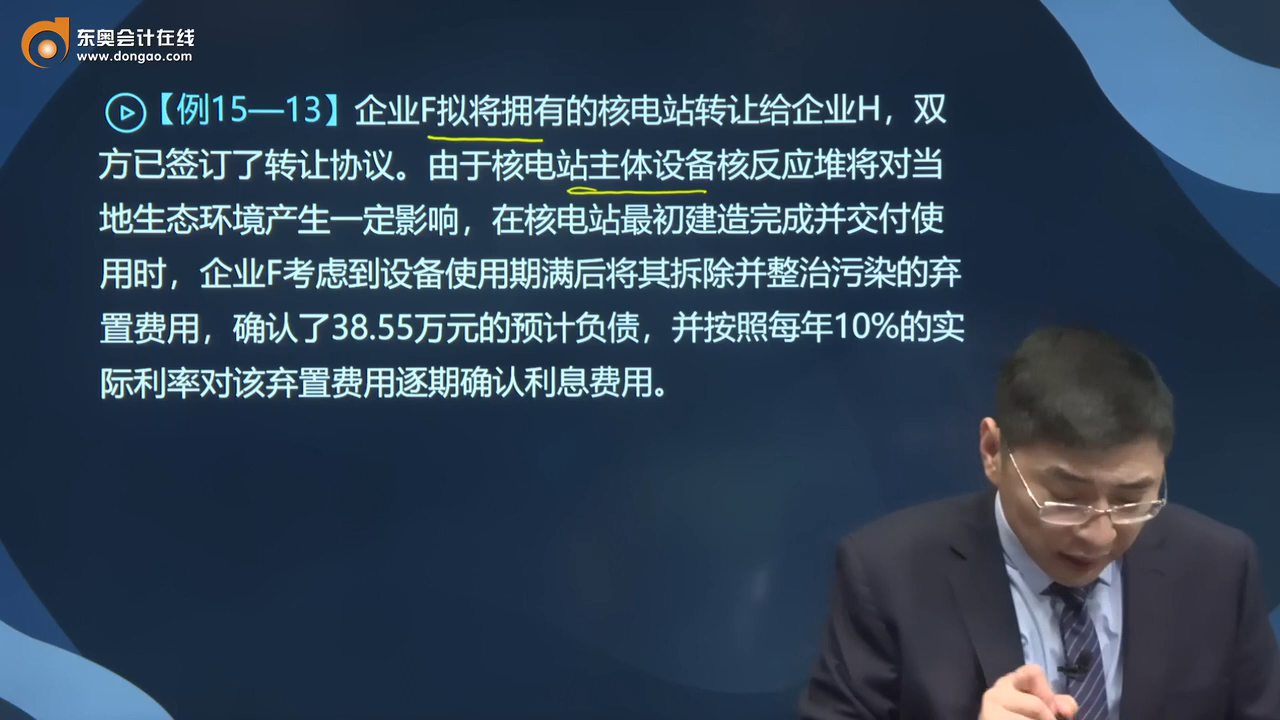 东奥会计在线
www.dongao.com
【例15—13】企业F拟将拥有的核电站转让给企业H，双
方已签订了转让协议。由于核电站主体设备核反应堆将对当
地生态环境产生一定影响，在核电站最初建造完成并交付使
用时，企业F考虑到设备使用期满后将其拆除并整治污染的弃
置费用，确认了38.55万元的预计负债，并按照每年10%的实
际利率对该弃置费用逐期确认利息费用。